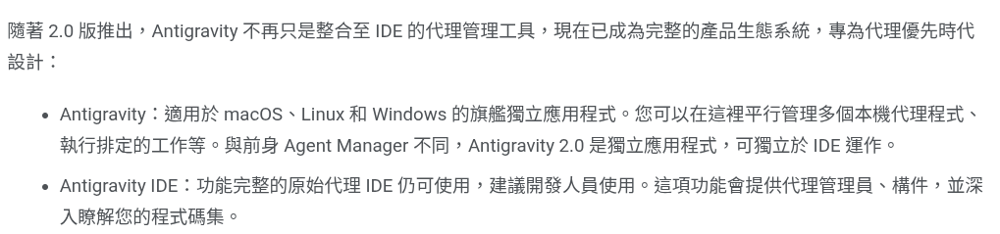 隨著 2.0 版推出，Antigravity 不再只是整合至 IDE 的代理管理工具，現在已成為完整的產品生態系統，專為代理優先時代
設計：
• Antigravity：適用於 macOS、Linux 和 Windows 的旗艦獨立應用程式。您可以在這裡平行管理多個本機代理程式、
執行排定的工作等。與前身 Agent Manager 不同，Antigravity 2.0 是獨立應用程式，可獨立於 IDE 運作。
• Antigravity IDE：功能完整的原始代理 IDE 仍可使用，建議開發人員使用。這項功能會提供代理管理員、構件，並深
入瞭解您的程式碼集。